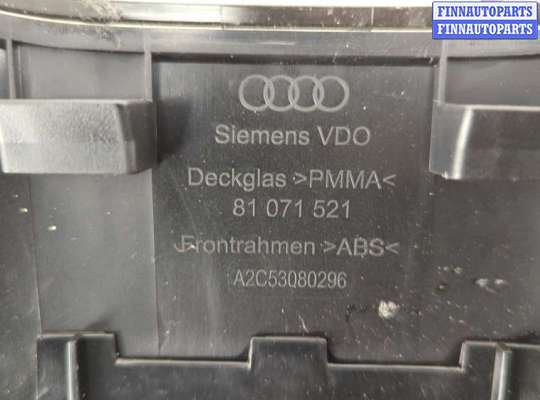 FINNAUTOPARTS
FINNAUTOPARTS
Siemens VDO
Deckglas >PMMA<
81 071 521
Frontrahmen >ABS<
A2C53080296